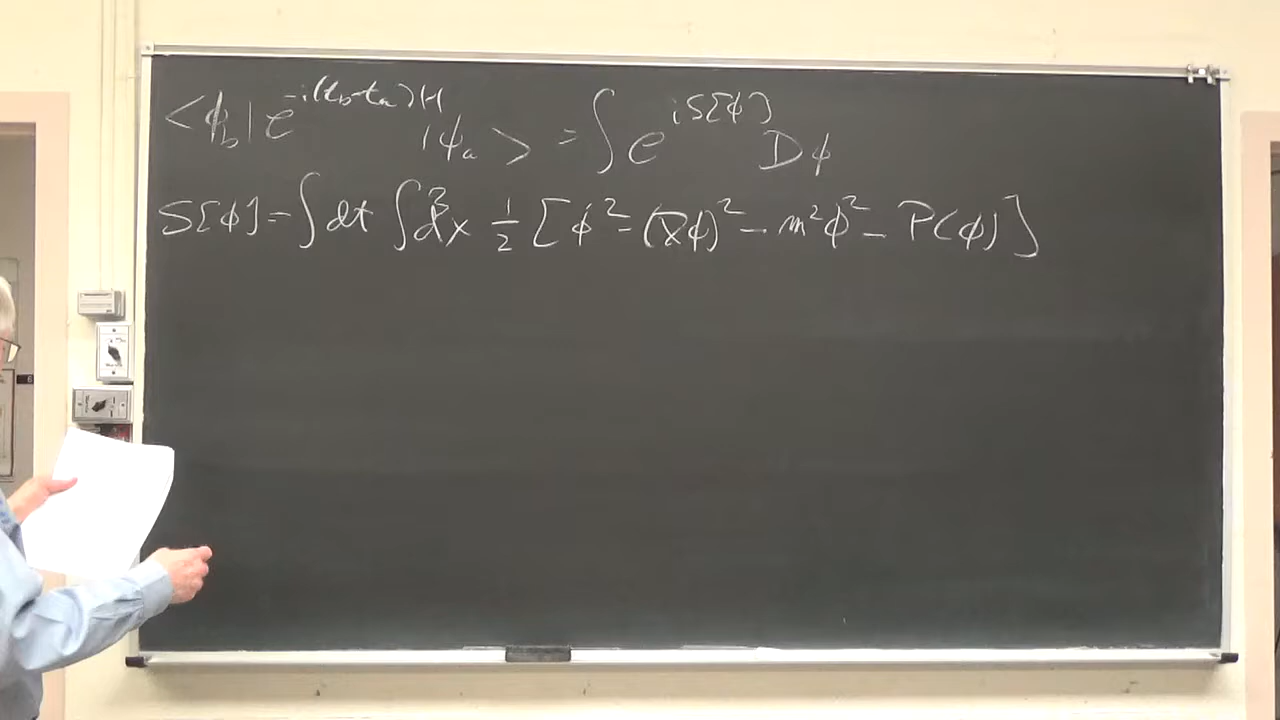 <ϕ_b| e^{-i(t_b-t_a)H} |ϕ_a> = ∫ e^{iS[ϕ]} Dϕ
S[ϕ] = ∫ dt ∫ d³x ½ [ϕ̇² - (∇ϕ)² - m²ϕ² - P(ϕ)]